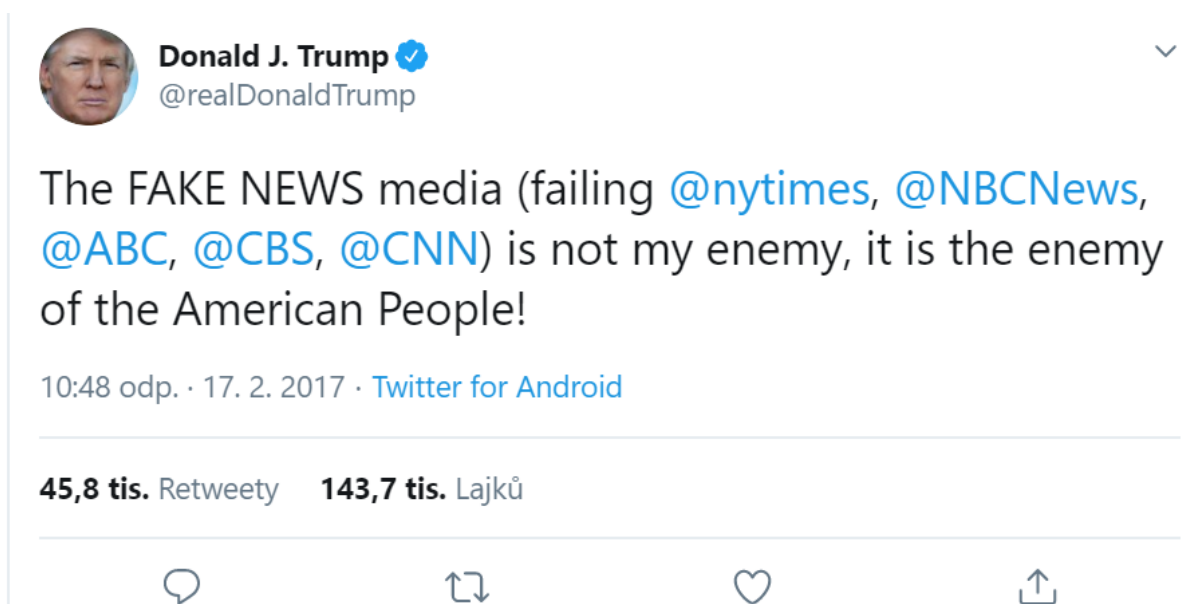 Donald J. Trump
@realDonaldTrump
The FAKE NEWS media (failing @nytimes, @NBCNews,
@ABC, @CBS, @CNN) is not my enemy, it is the enemy
of the American People!
10:48 odp. · 17. 2. 2017 · Twitter for Android
45,8 tis. Retweety 143,7 tis. Lajků